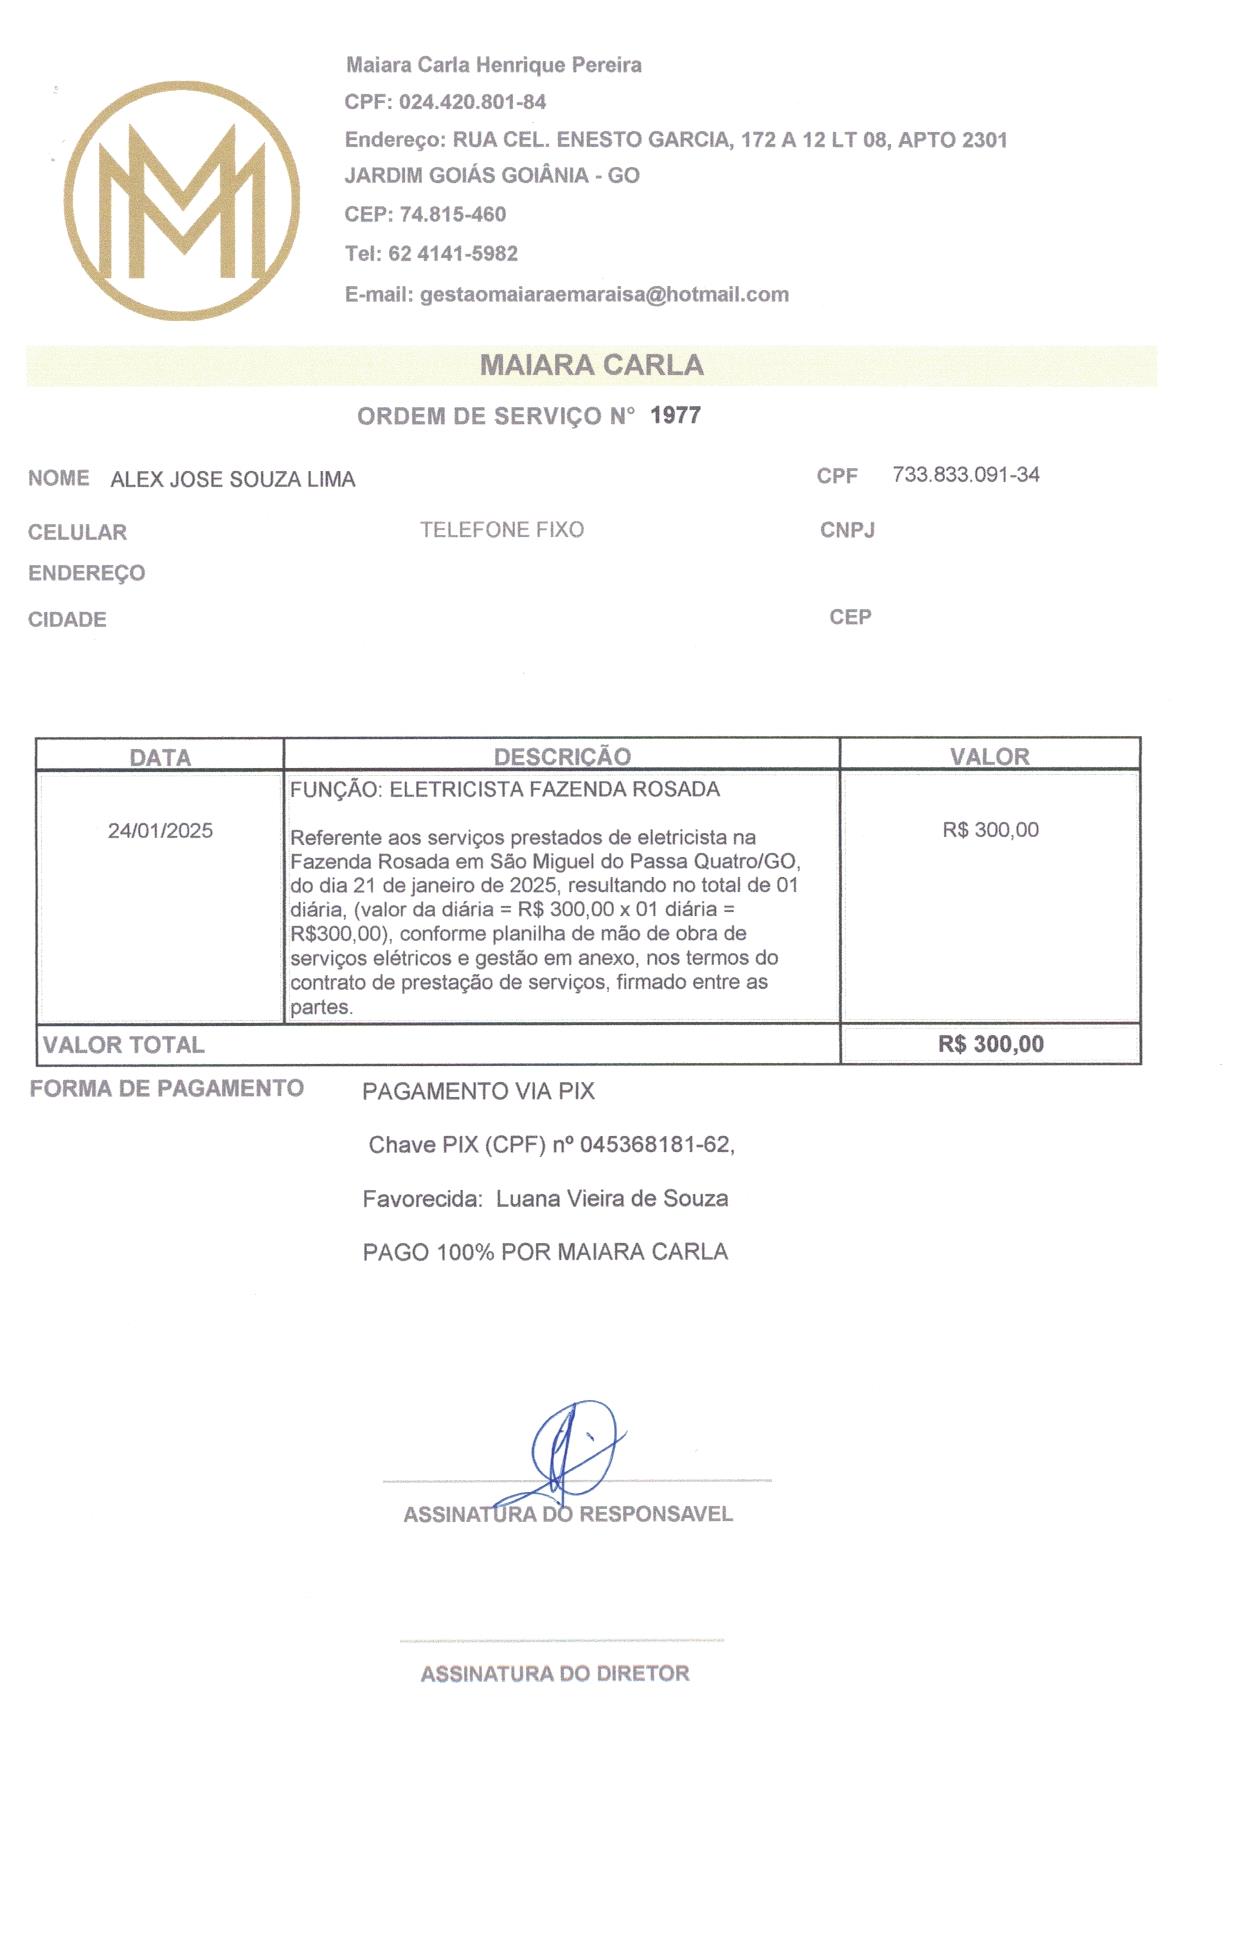 Maiara Carla Henrique Pereira
CPF: 024.420.801-84
Endereço: RUA CEL. ENESTO GARCIA, 172 A 12 LT 08, APTO 2301
JARDIM GOIÁS GOIÂNIA - GO
CEP: 74.815-460
Tel: 62 4141-5982
E-mail: gestaomaiaraemaraisa@hotmail.com
MAIARA CARLA
ORDEM DE SERVIÇO N° 1977
NOME ALEX JOSE SOUZA LIMA CPF 733.833.091-34
CELULAR TELEFONE FIXO CNPJ
ENDEREÇO
CIDADE CEP
DATA DESCRIÇÃO VALOR
FUNÇÃO: ELETRICISTA FAZENDA ROSADA
24/01/2025 R$ 300,00
Referente aos serviços prestados de eletricista na
Fazenda Rosada em São Miguel do Passa Quatro/GO,
do dia 21 de janeiro de 2025, resultando no total de 01
diária, (valor da diária = R$ 300,00 x 01 diária =
R$300,00), conforme planilha de mão de obra de
serviços elétricos e gestão em anexo, nos termos do
contrato de prestação de serviços, firmado entre as
partes.
VALOR TOTAL R$ 300,00
FORMA DE PAGAMENTO PAGAMENTO VIA PIX
Chave PIX (CPF) nº 045368181-62,
Favorecida: Luana Vieira de Souza
PAGO 100% POR MAIARA CARLA
ASSINATURA DO RESPONSAVEL
ASSINATURA DO DIRETOR